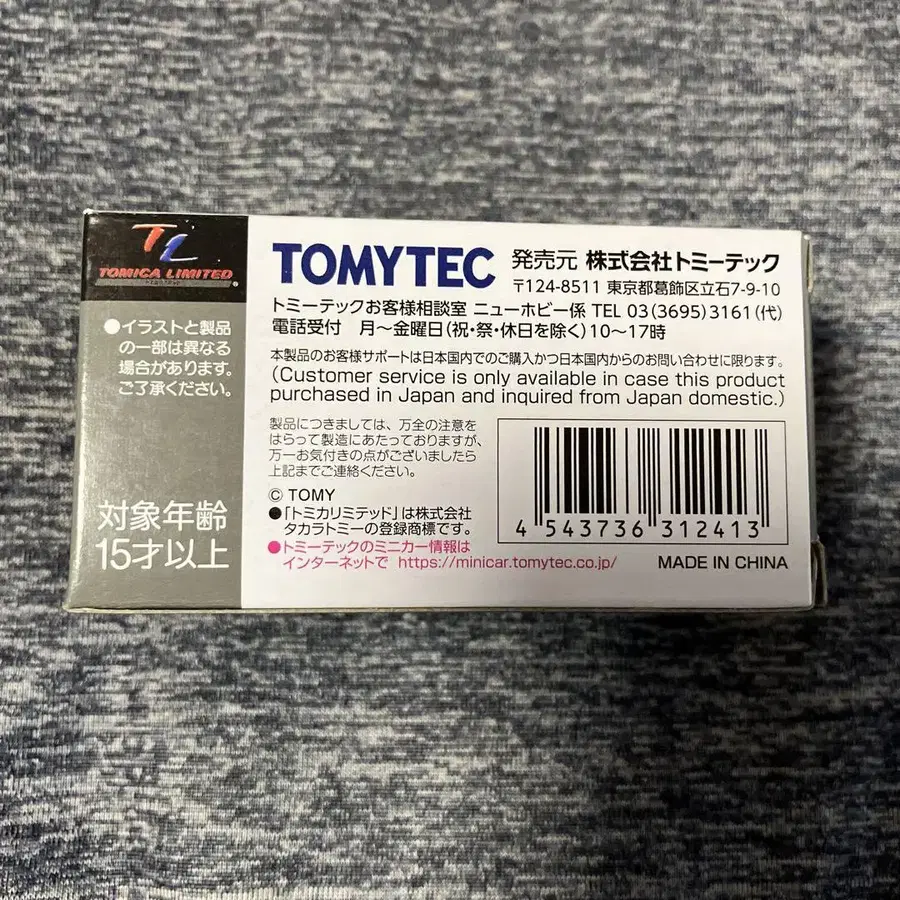 TL
TOMICA LIMITED
●イラストと製品
の一部は異なる
場合があります。
ご了承ください。
対象年齢
15才以上
TOMYTEC 発売元 株式会社トミーテック
〒124-8511 東京都葛飾区立石7-9-10
トミーテックお客様相談室 ニューホビー係 TEL 03(3695)3161(代)
電話受付 月〜金曜日(祝・祭・休日を除く)10〜17時
本製品のお客様サポートは日本国内でのご購入かつ日本国内からのお問い合わせに限ります。
(Customer service is only available in case this product
purchased in Japan and inquired from Japan domestic.)
製品につきましては、万全の注意を
はらって製造にあたっておりますが、
万一お気付きの点がございましたら
上記までご連絡ください。
© TOMY
●「トミカリミテッド」は株式会社
タカラトミーの登録商標です。
●トミーテックのミニカー情報は
インターネットで https://minicar.tomytec.co.jp/
4 543736 312413
MADE IN CHINA